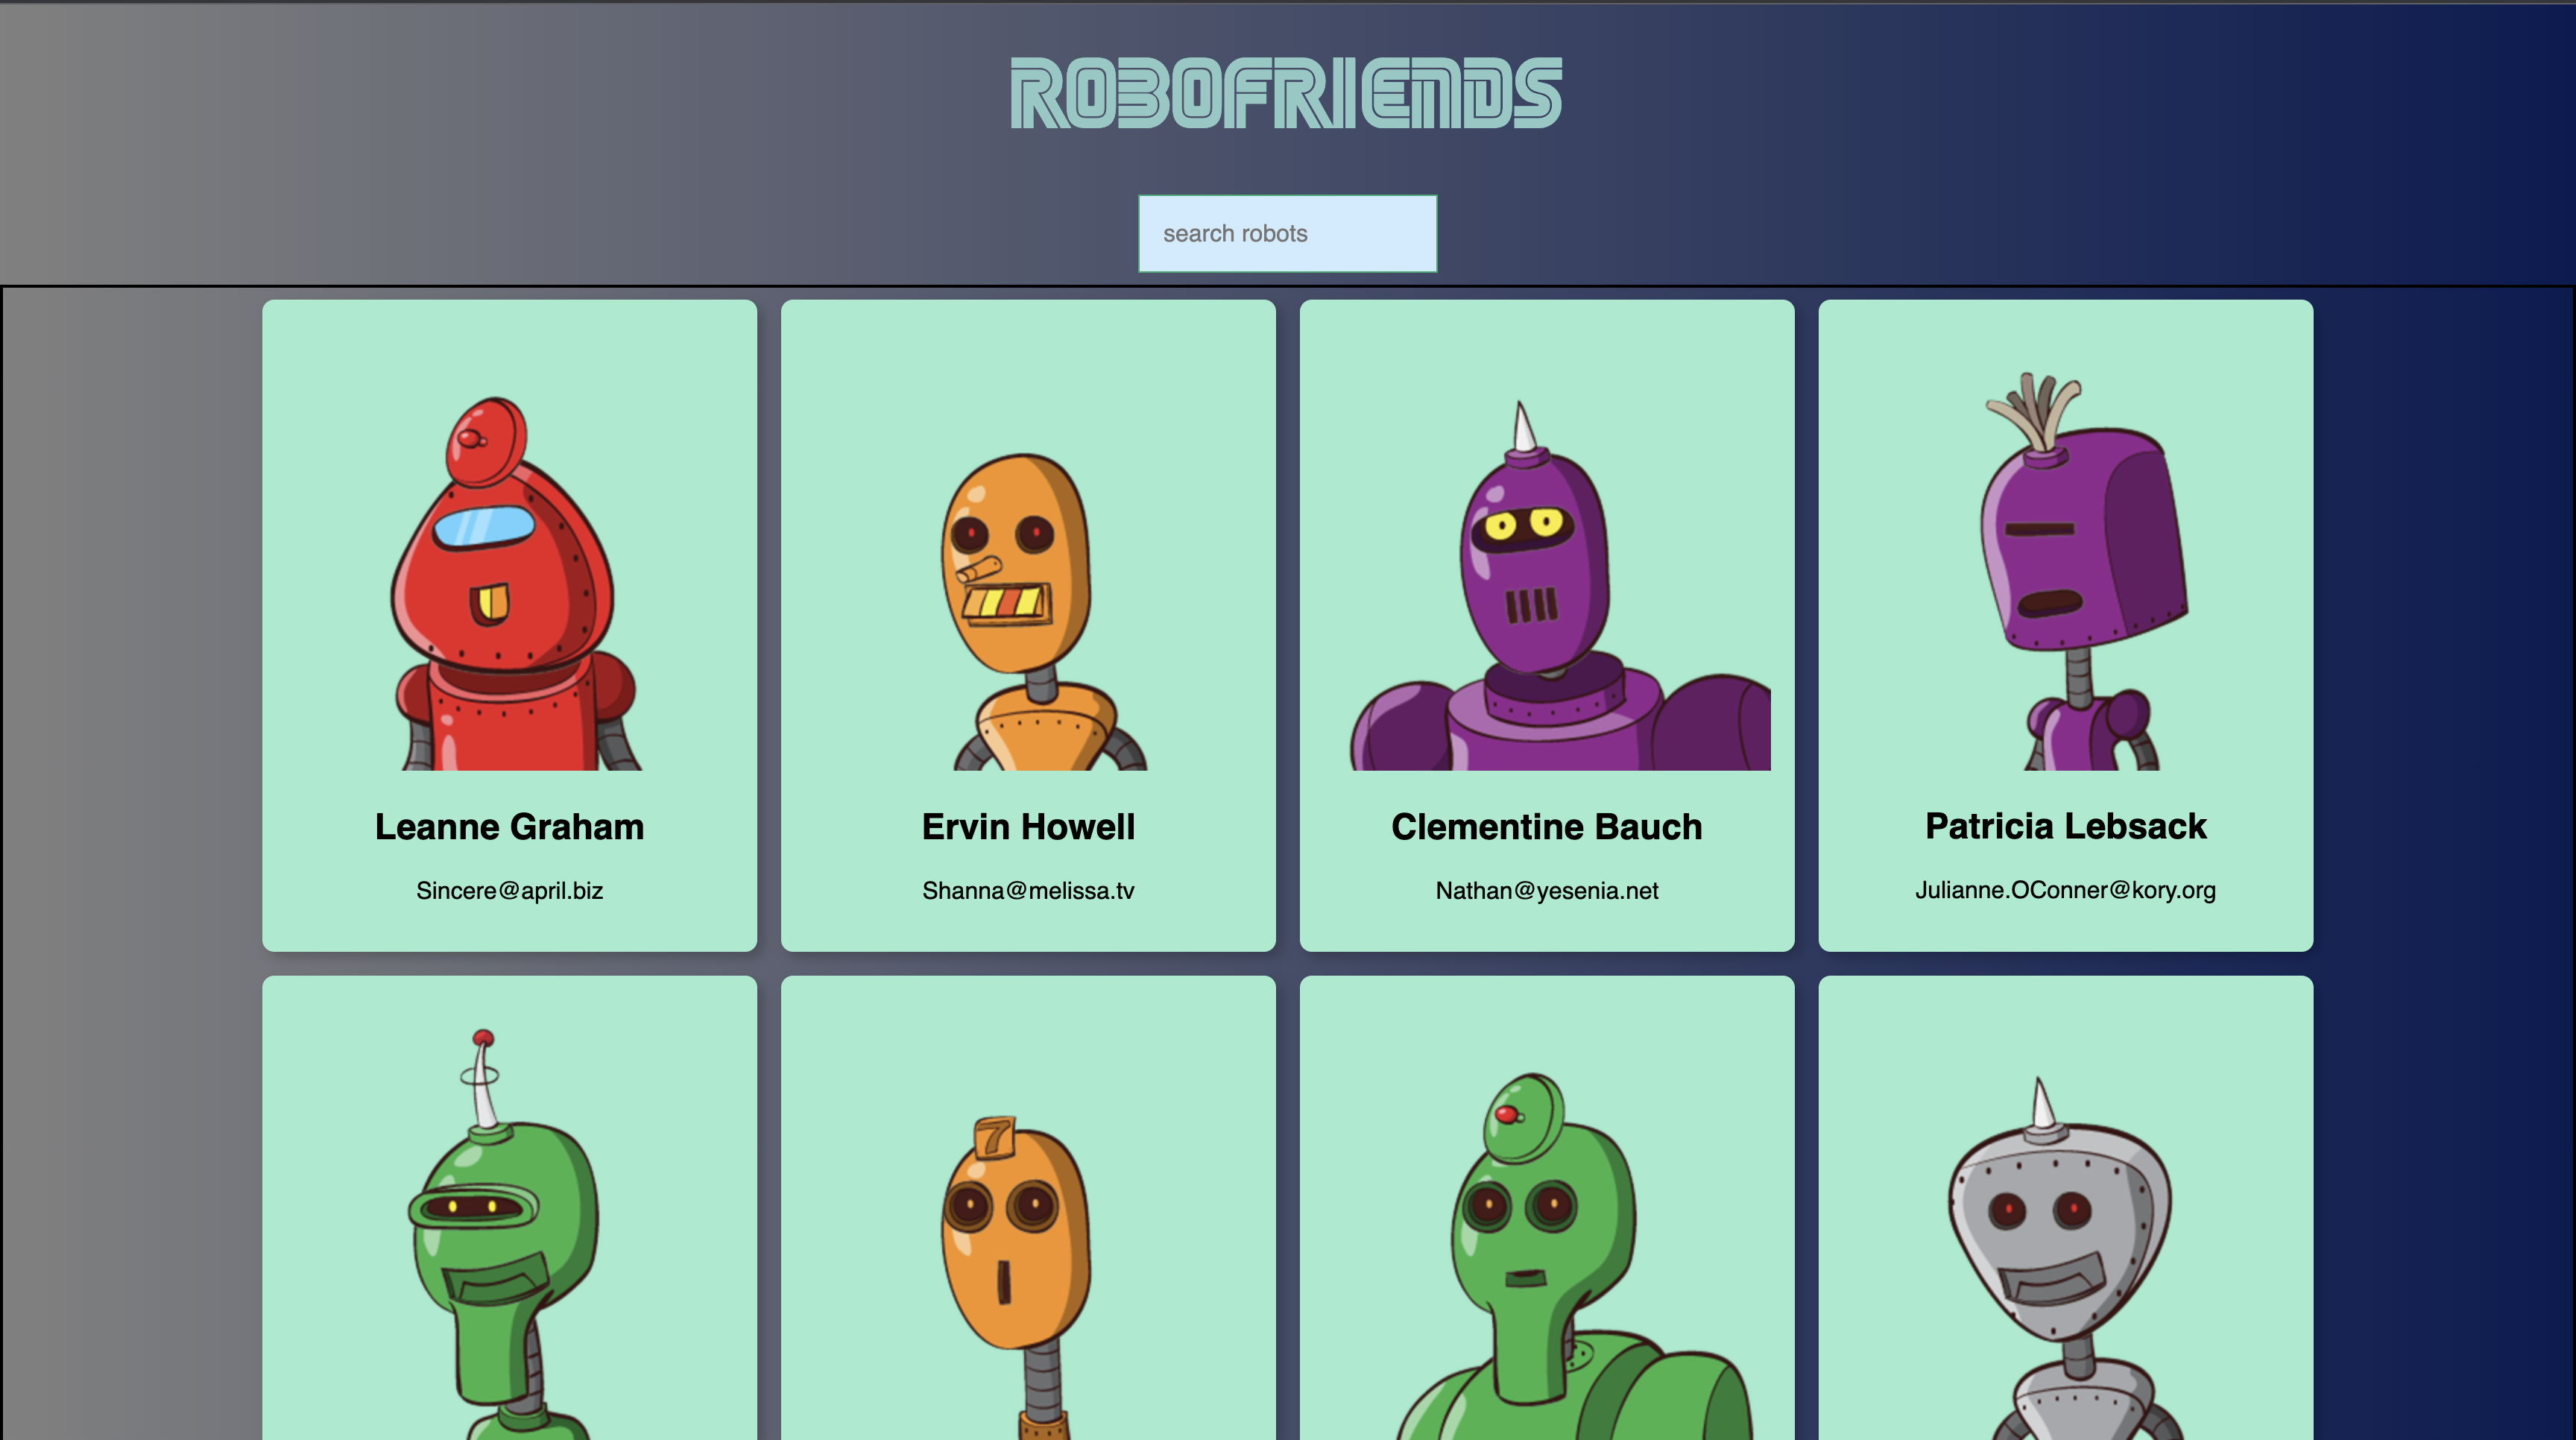 ROBOFRIENDS
search robots
Leanne Graham
Ervin Howell
Clementine Bauch
Patricia Lebsack
Sincere@april.biz
Shanna@melissa.tv
Nathan@yesenia.net
Julianne.OConner@kory.org
7